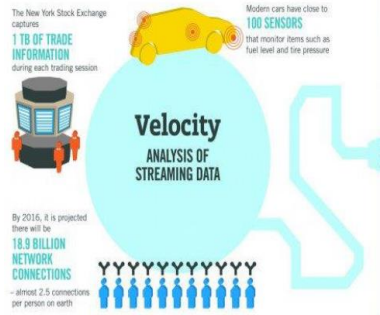 The New York Stock Exchange
captures
1 TB OF TRADE
INFORMATION
during each trading session
Modern cars have close to
100 SENSORS
that monitor items such as
fuel level and tire pressure
Velocity
ANALYSIS OF
STREAMING DATA
By 2016, it is projected
there will be
18.9 BILLION
NETWORK
CONNECTIONS
– almost 2.5 connections
per person on earth